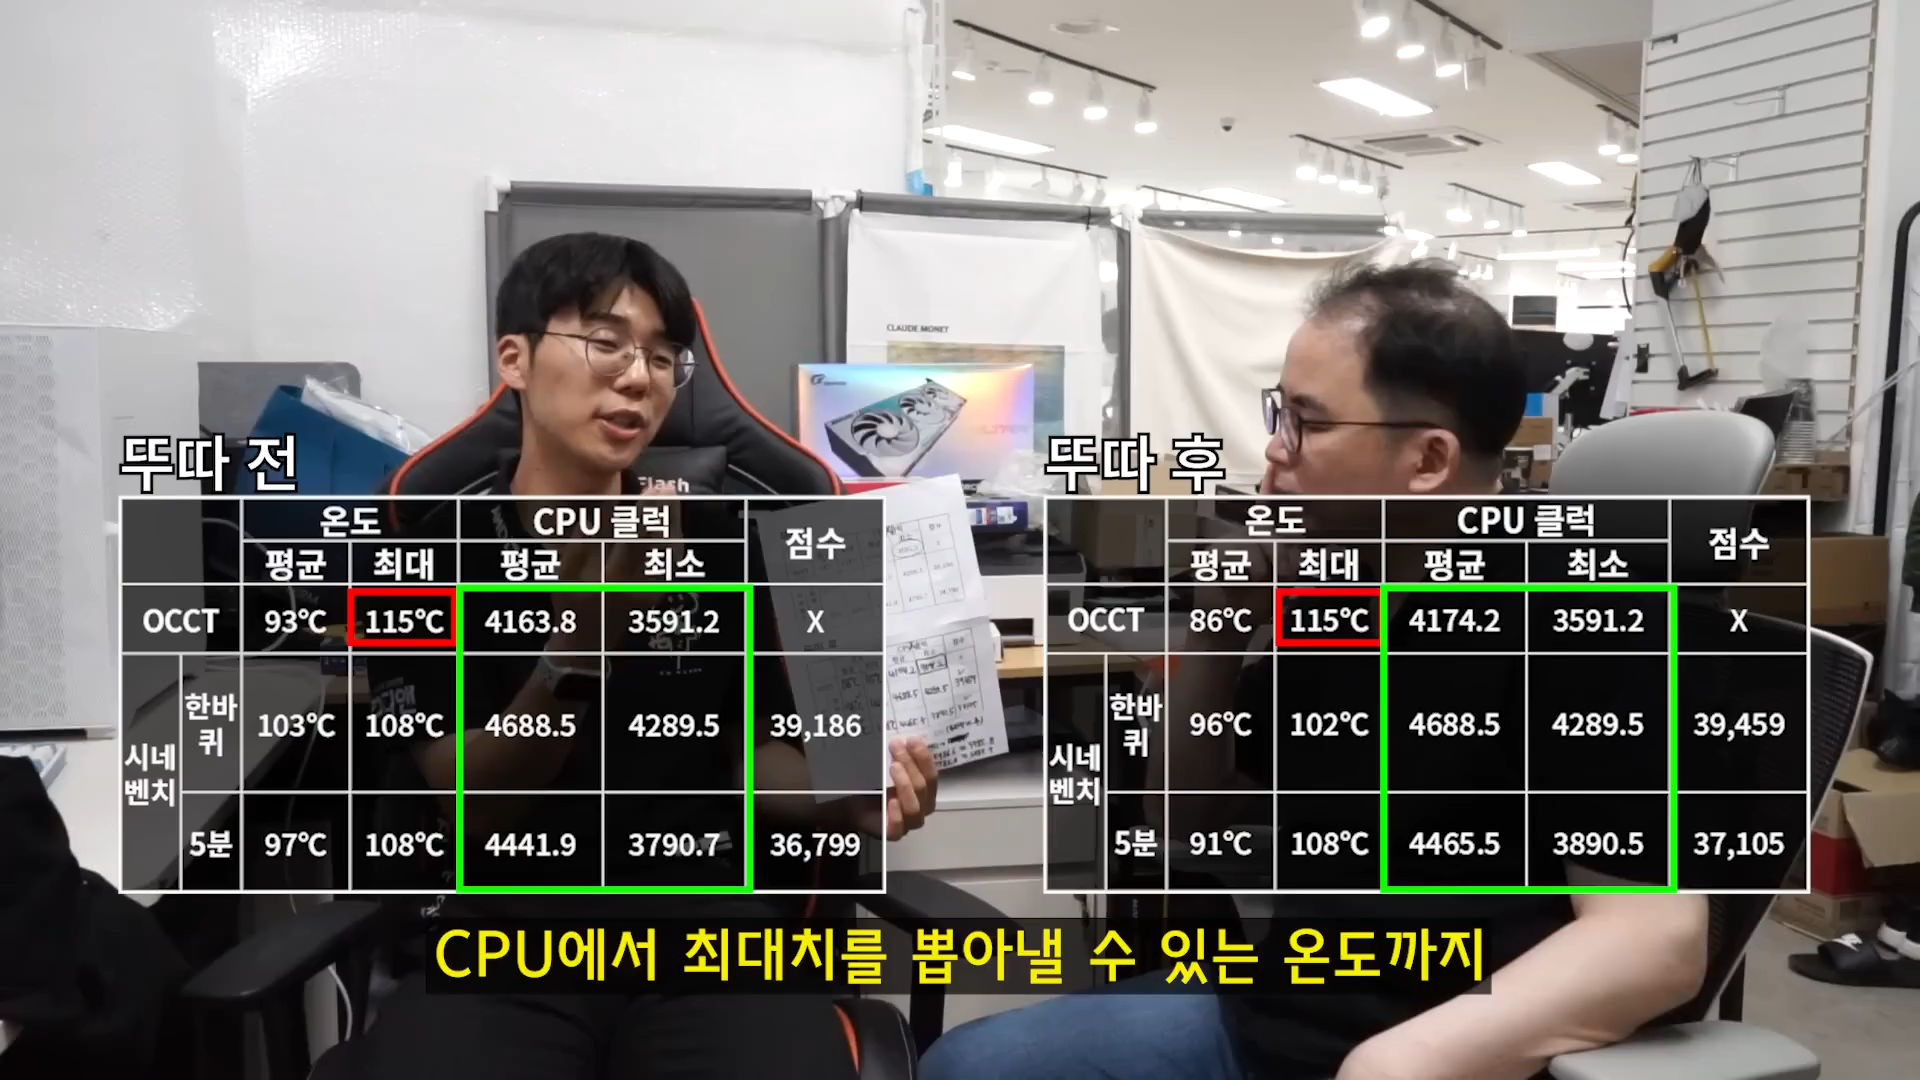 CLAUDE MONET
Flash
뚜따 전
온도 CPU 클럭 점수
평균 최대 평균 최소
OCCT 93℃ 115℃ 4163.8 3591.2 X
시네벤치 한바퀴 103℃ 108℃ 4688.5 4289.5 39,186
5분 97℃ 108℃ 4441.9 3790.7 36,799
뚜따 후
온도 CPU 클럭 점수
평균 최대 평균 최소
OCCT 86℃ 115℃ 4174.2 3591.2 X
시네벤치 한바퀴 96℃ 102℃ 4688.5 4289.5 39,459
5분 91℃ 108℃ 4465.5 3890.5 37,105
CPU에서 최대치를 뽑아낼 수 있는 온도까지